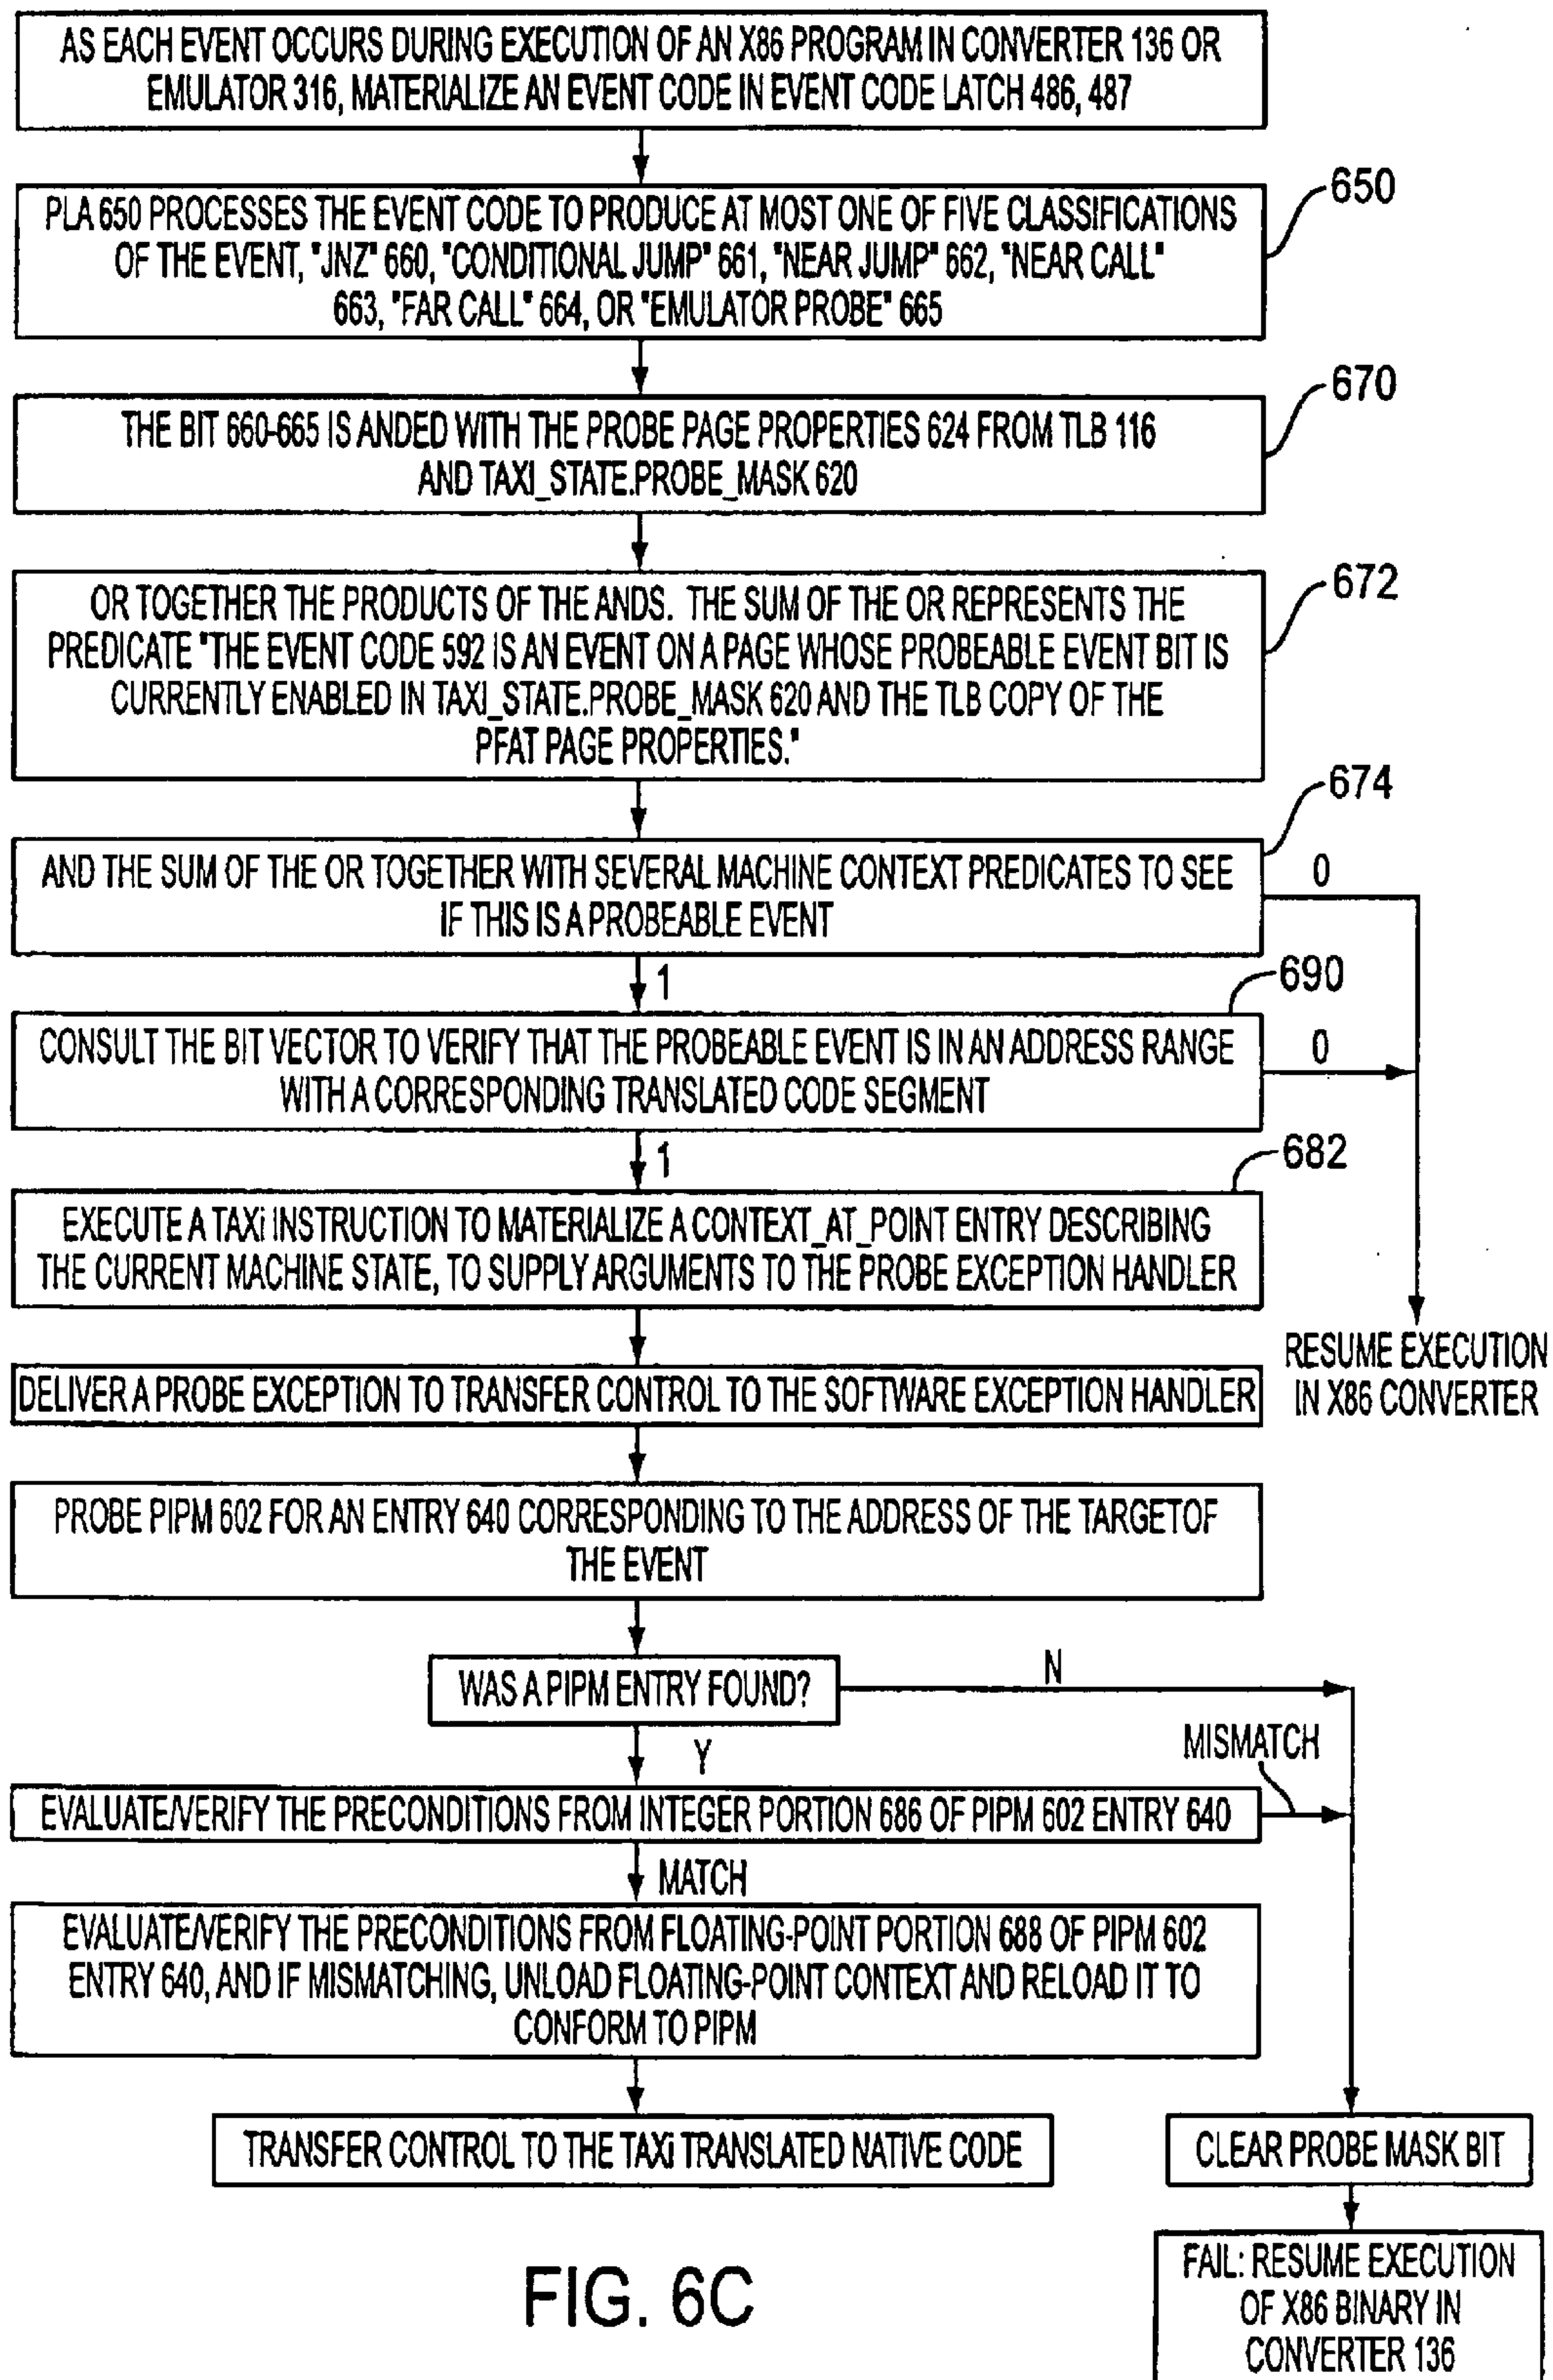 AS EACH EVENT OCCURS DURING EXECUTION OF AN X86 PROGRAM IN CONVERTER 136 OR
EMULATOR 316, MATERIALIZE AN EVENT CODE IN EVENT CODE LATCH 486, 487
650
PLA 650 PROCESSES THE EVENT CODE TO PRODUCE AT MOST ONE OF FIVE CLASSIFICATIONS
OF THE EVENT, "JNZ" 660, "CONDITIONAL JUMP" 661, "NEAR JUMP" 662, "NEAR CALL"
663, "FAR CALL" 664, OR "EMULATOR PROBE" 665
670
THE BIT 660-665 IS ANDED WITH THE PROBE PAGE PROPERTIES 624 FROM TLB 116
AND TAXI_STATE.PROBE_MASK 620
672
OR TOGETHER THE PRODUCTS OF THE ANDS. THE SUM OF THE OR REPRESENTS THE
PREDICATE "THE EVENT CODE 592 IS AN EVENT ON A PAGE WHOSE PROBEABLE EVENT BIT IS
CURRENTLY ENABLED IN TAXI_STATE.PROBE_MASK 620 AND THE TLB COPY OF THE
PFAT PAGE PROPERTIES."
674
AND THE SUM OF THE OR TOGETHER WITH SEVERAL MACHINE CONTEXT PREDICATES TO SEE
IF THIS IS A PROBEABLE EVENT
0
1
690
CONSULT THE BIT VECTOR TO VERIFY THAT THE PROBEABLE EVENT IS IN AN ADDRESS RANGE
WITH A CORRESPONDING TRANSLATED CODE SEGMENT
0
1
682
EXECUTE A TAXi INSTRUCTION TO MATERIALIZE A CONTEXT_AT_POINT ENTRY DESCRIBING
THE CURRENT MACHINE STATE, TO SUPPLY ARGUMENTS TO THE PROBE EXCEPTION HANDLER
RESUME EXECUTION
IN X86 CONVERTER
DELIVER A PROBE EXCEPTION TO TRANSFER CONTROL TO THE SOFTWARE EXCEPTION HANDLER
PROBE PIPM 602 FOR AN ENTRY 640 CORRESPONDING TO THE ADDRESS OF THE TARGETOF
THE EVENT
WAS A PIPM ENTRY FOUND?
N
Y
MISMATCH
EVALUATE/VERIFY THE PRECONDITIONS FROM INTEGER PORTION 686 OF PIPM 602 ENTRY 640
MATCH
EVALUATE/VERIFY THE PRECONDITIONS FROM FLOATING-POINT PORTION 688 OF PIPM 602
ENTRY 640, AND IF MISMATCHING, UNLOAD FLOATING-POINT CONTEXT AND RELOAD IT TO
CONFORM TO PIPM
TRANSFER CONTROL TO THE TAXi TRANSLATED NATIVE CODE
CLEAR PROBE MASK BIT
FAIL: RESUME EXECUTION
OF X86 BINARY IN
CONVERTER 136
FIG. 6C